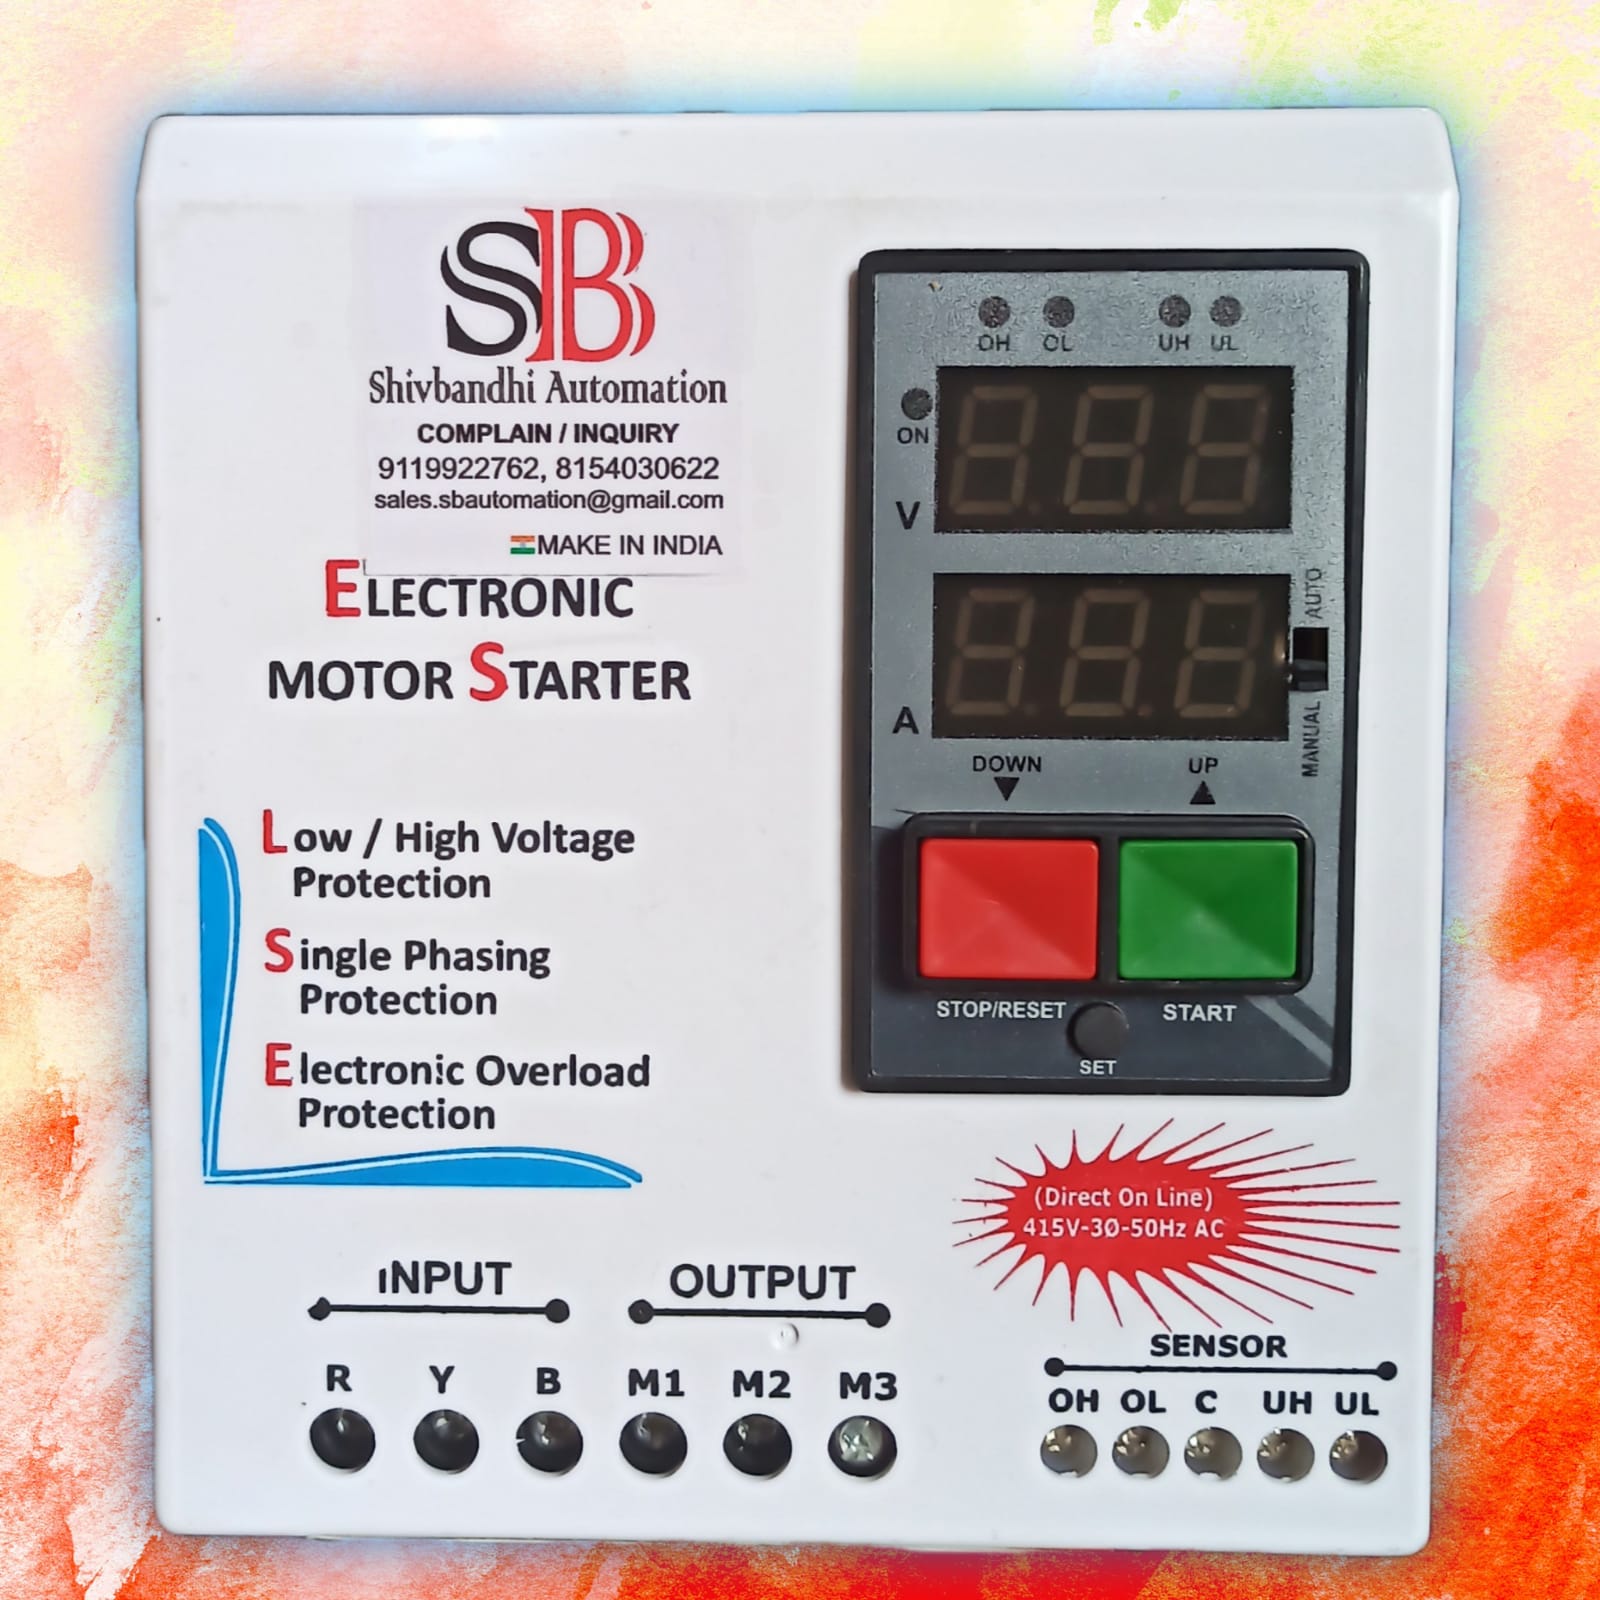 SB
Shivbandhi Automation
COMPLAIN / INQUIRY
9119922762, 8154030622
sales.sbautomation@gmail.com
MAKE IN INDIA
ELECTRONIC
MOTOR STARTER
Low / High Voltage
Protection
Single Phasing
Protection
Electronic Overload
Protection
OH OL UH UL
ON
V
A
AUTO
MANUAL
DOWN UP
STOP/RESET START
SET
(Direct On Line)
415V-3Ø-50Hz AC
INPUT OUTPUT
R Y B M1 M2 M3
SENSOR
OH OL C UH UL